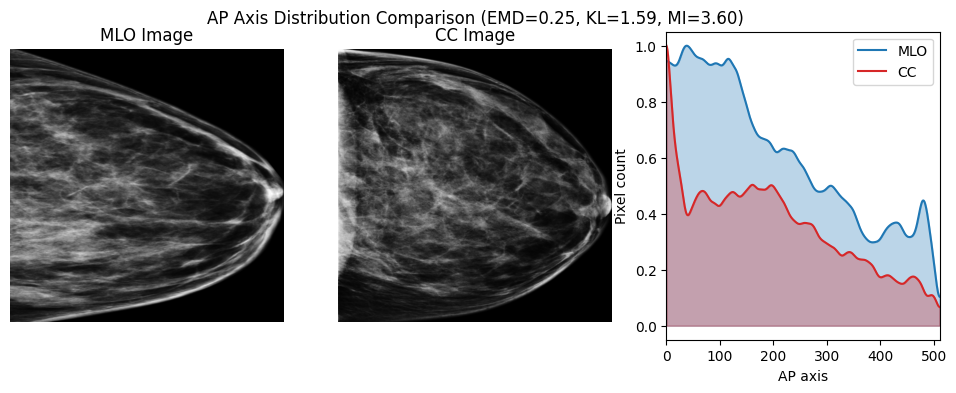 AP Axis Distribution Comparison (EMD=0.25, KL=1.59, MI=3.60)
MLO Image
CC Image
MLO
CC
1.0
0.8
0.6
0.4
0.2
0.0
Pixel count
0 100 200 300 400 500
AP axis